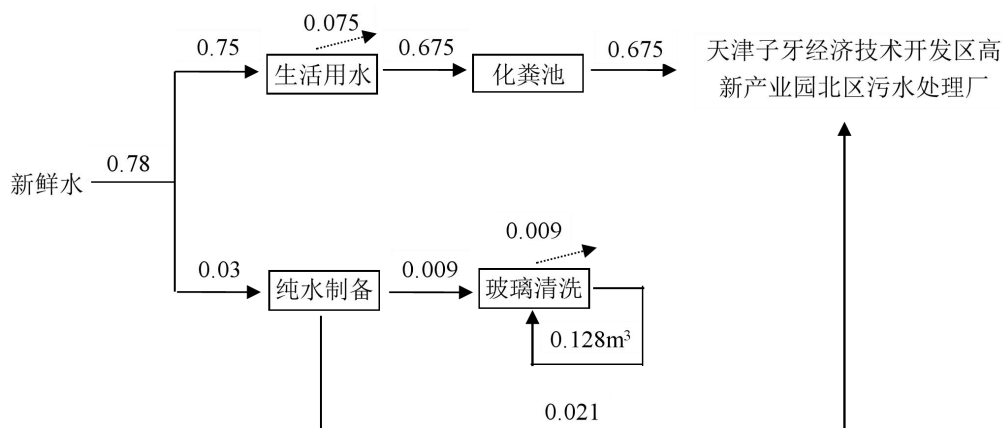 0.075
0.75
0.675
0.675
生活用水
化粪池
天津子牙经济技术开发区高
新产业园北区污水处理厂
新鲜水
0.78
0.009
0.03
0.009
纯水制备
玻璃清洗
0.128m³
0.021